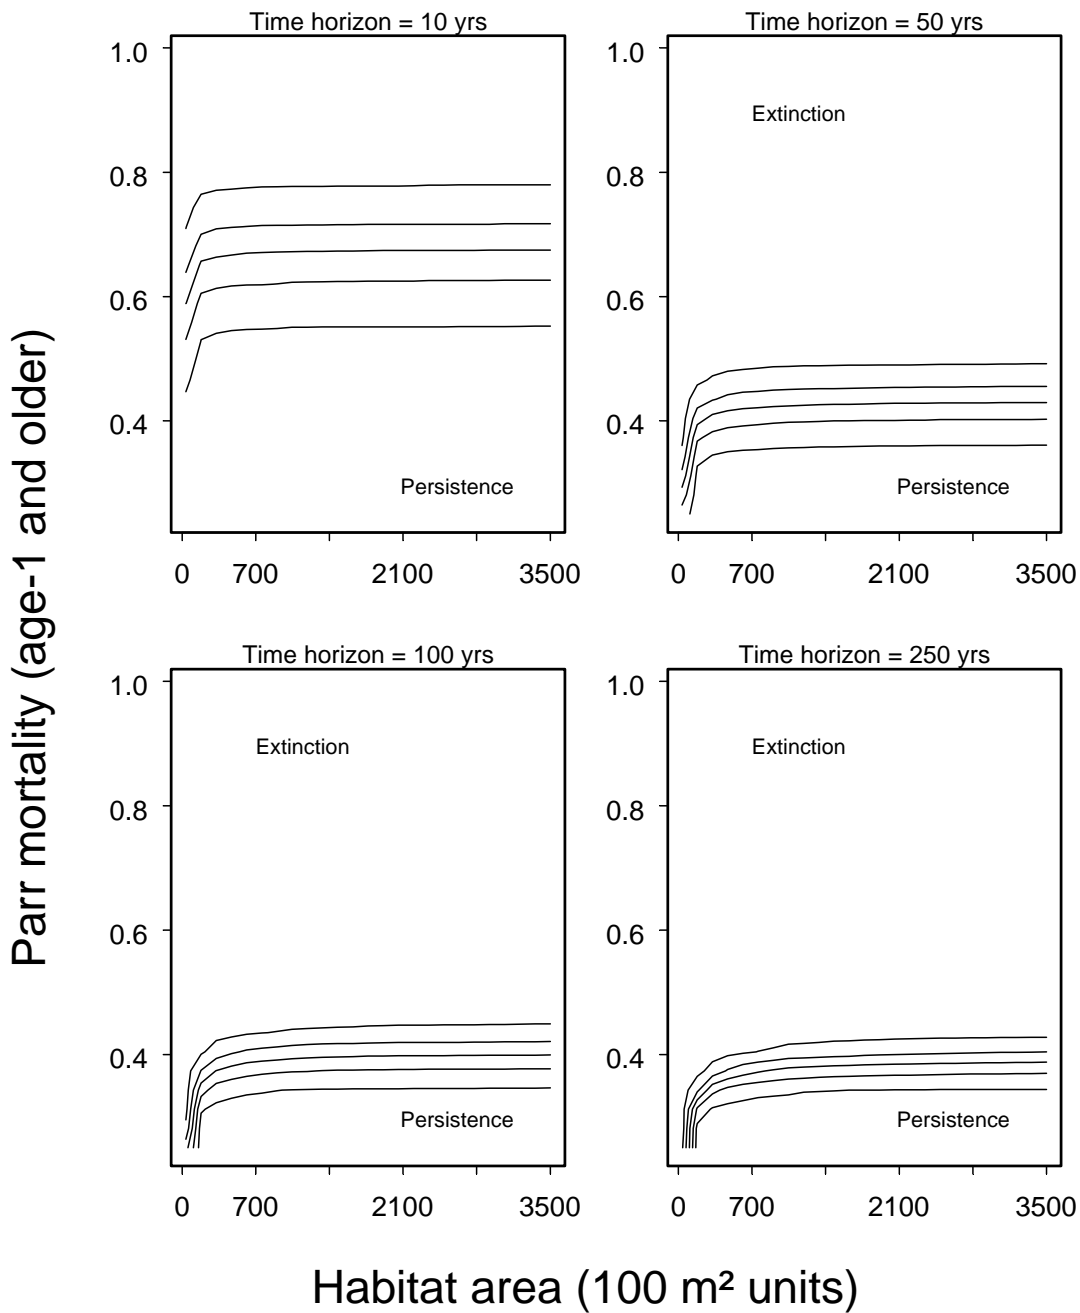 Time horizon = 10 yrs
1.0
0.8
0.6
0.4
Persistence
0 700 2100 3500
Time horizon = 50 yrs
1.0
0.8
0.6
0.4
Extinction
Persistence
0 700 2100 3500
Time horizon = 100 yrs
1.0
0.8
0.6
0.4
Extinction
Persistence
0 700 2100 3500
Time horizon = 250 yrs
1.0
0.8
0.6
0.4
Extinction
Persistence
0 700 2100 3500
Parr mortality (age-1 and older)
Habitat area (100 m² units)